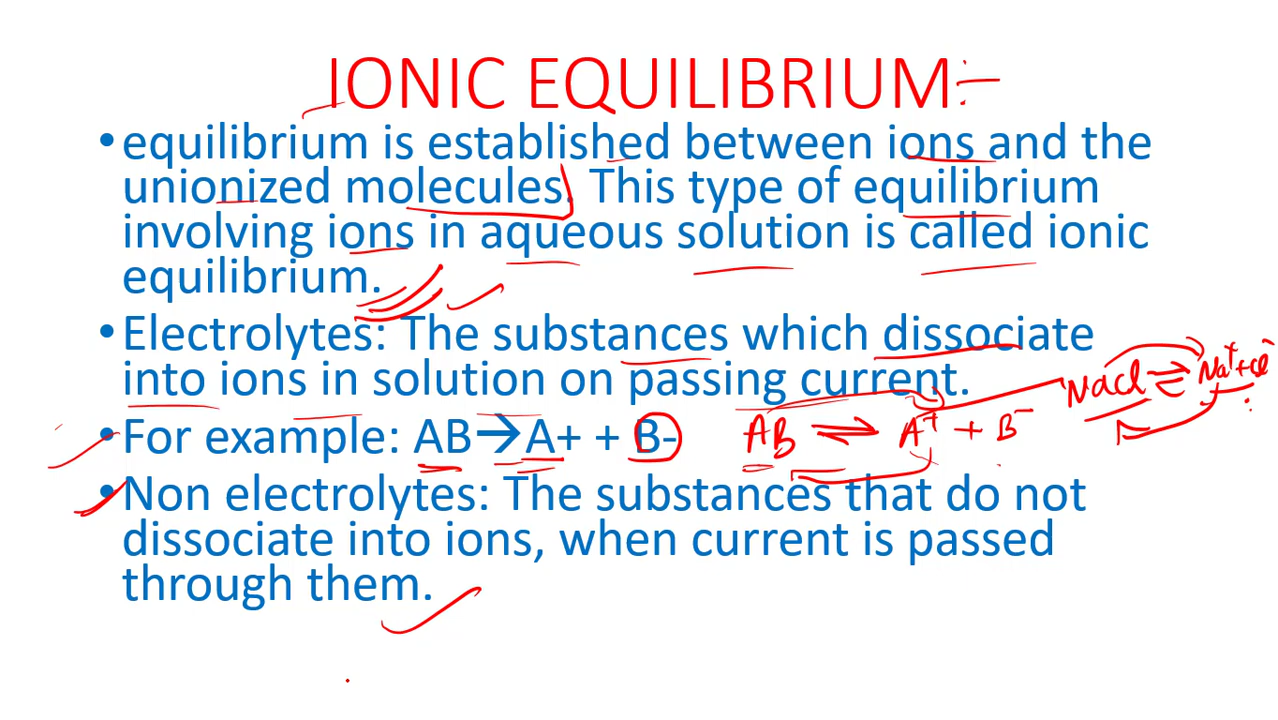 IONIC EQUILIBRIUM:-
• equilibrium is established between ions and the
unionized molecules. This type of equilibrium
involving ions in aqueous solution is called ionic
equilibrium.
• Electrolytes: The substances which dissociate
into ions in solution on passing current.
NaCl ⇌ Na⁺ + Cl⁻
• For example: AB→A+ + B- AB ⇌ A⁺ + B⁻
• Non electrolytes: The substances that do not
dissociate into ions, when current is passed
through them.